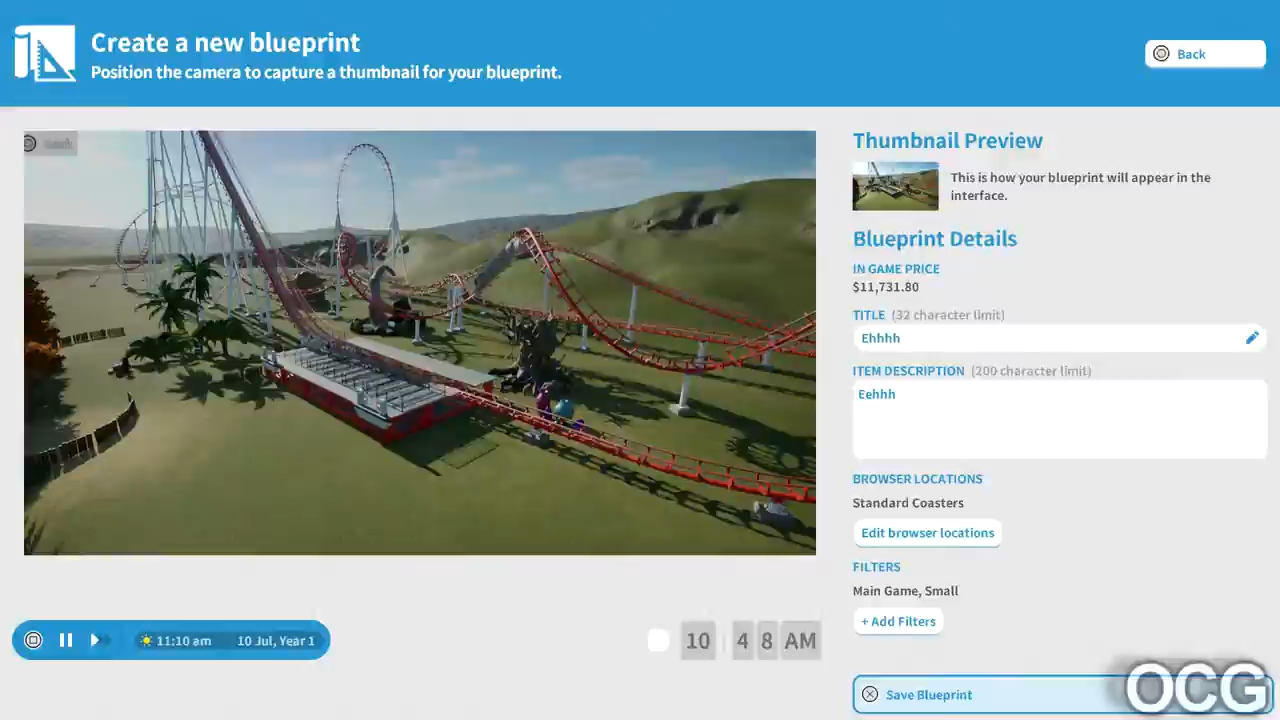 Create a new blueprint
Position the camera to capture a thumbnail for your blueprint.
Back
Thumbnail Preview
This is how your blueprint will appear in the
interface.
Blueprint Details
IN GAME PRICE
$11,731.80
TITLE (32 character limit)
Ehhhh
ITEM DESCRIPTION (200 character limit)
Eehhh
BROWSER LOCATIONS
Standard Coasters
Edit browser locations
FILTERS
Main Game, Small
+ Add Filters
11:10 am 10 Jul, Year 1
10 48 AM
Save Blueprint
OCG